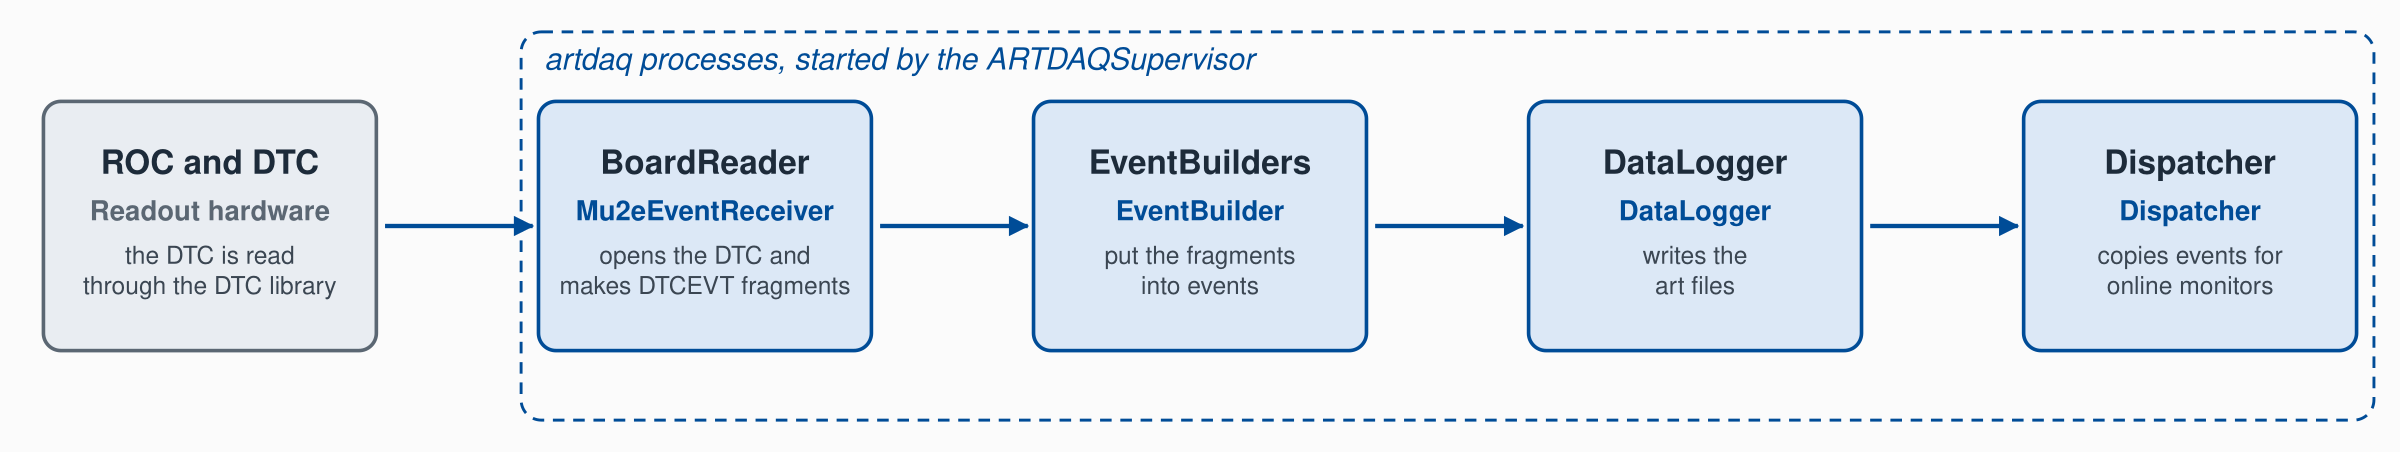 artdaq processes, started by the ARTDAQSupervisor
ROC and DTC
Readout hardware
the DTC is read
through the DTC library
BoardReader
Mu2eEventReceiver
opens the DTC and
makes DTCEVT fragments
EventBuilders
EventBuilder
put the fragments
into events
DataLogger
DataLogger
writes the
art files
Dispatcher
Dispatcher
copies events for
online monitors